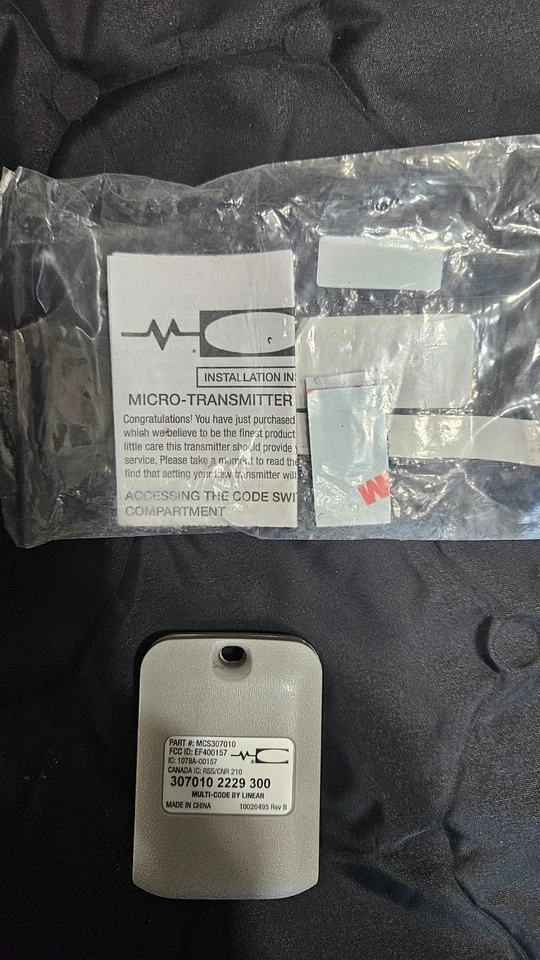 INSTALLATION IN
MICRO-TRANSMITTER
Congratulations! You have just purchased
which we believe to be the finest product
little care this transmitter should provide
service. Please take a moment to read the
find that setting your new transmitter will
ACCESSING THE CODE SWI
COMPARTMENT
3M
PART #: MCS307010
FCC ID: EF400157
IC: 1078A-00157
CANADA IC: RSS/CNR 210
307010 2229 300
MULTI-CODE BY LINEAR
MADE IN CHINA 10026495 Rev B